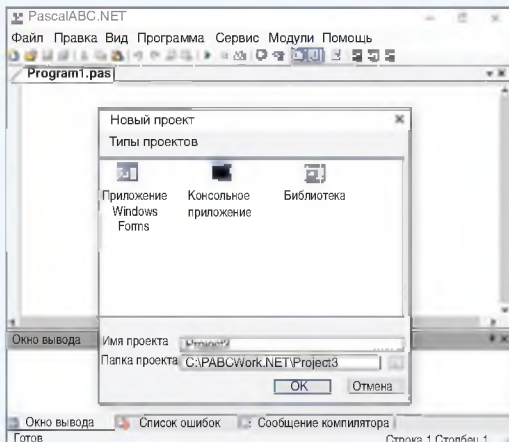 PascalABC.NET
Файл Правка Вид Программа Сервис Модули Помощь
Program1.pas
Новый проект
Типы проектов
Приложение Windows Forms
Консольное приложение
Библиотека
Имя проекта
Папка проекта C:\PABCWork.NET\Project3
OK Отмена
Окно вывода
Окно вывода Список ошибок Сообщение компилятора
Готов Строка 1 Столбец 1